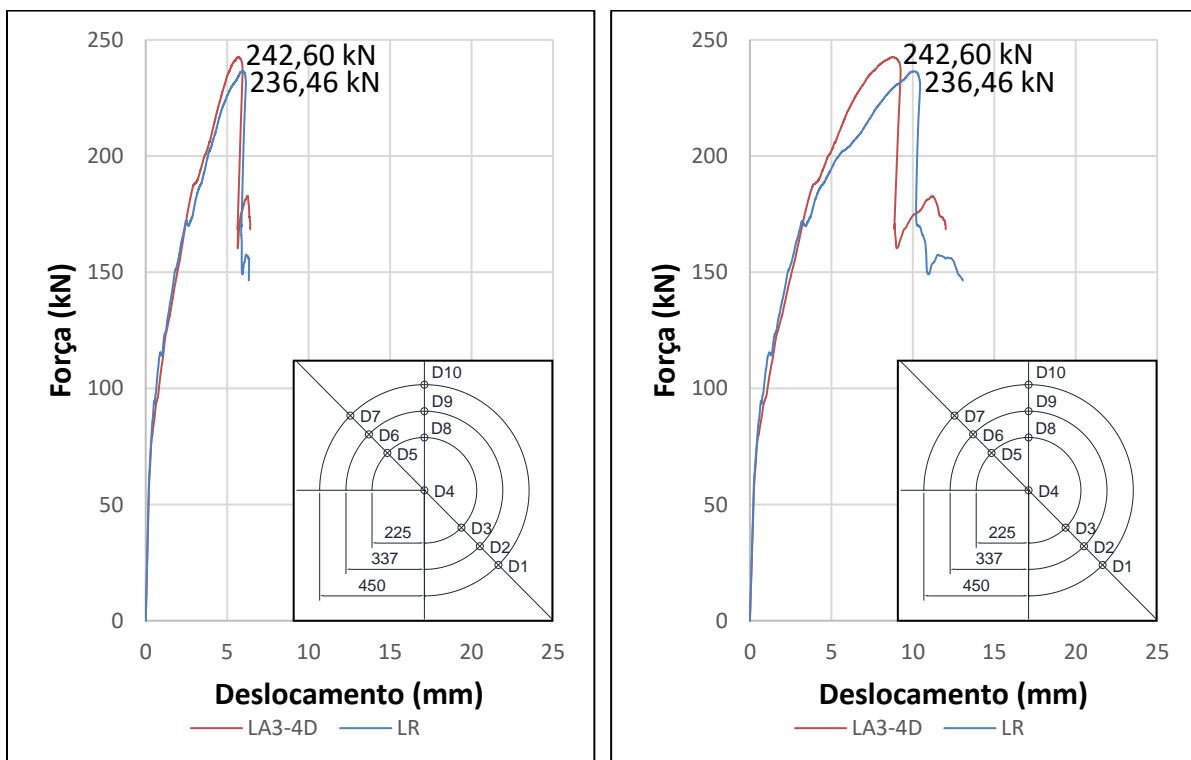 250
200
150
100
50
0
242,60 kN
236,46 kN
Força (kN)
D10
D9
D8
D7
D6
D5
D4
D3
D2
D1
225
337
450
0 5 10 15 20 25
Deslocamento (mm)
LA3-4D LR
250
200
150
100
50
0
242,60 kN
236,46 kN
Força (kN)
D10
D9
D8
D7
D6
D5
D4
D3
D2
D1
225
337
450
0 5 10 15 20 25
Deslocamento (mm)
LA3-4D LR